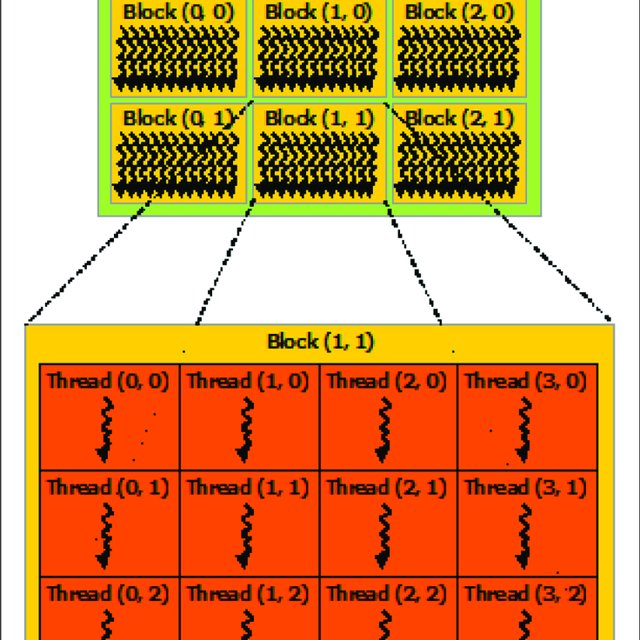 Block (0, 0) Block (1, 0) Block (2, 0)
Block (0, 1) Block (1, 1) Block (2, 1)
Block (1, 1)
Thread (0, 0) Thread (1, 0) Thread (2, 0) Thread (3, 0)
Thread (0, 1) Thread (1, 1) Thread (2, 1) Thread (3, 1)
Thread (0, 2) Thread (1, 2) Thread (2, 2) Thread (3, 2)